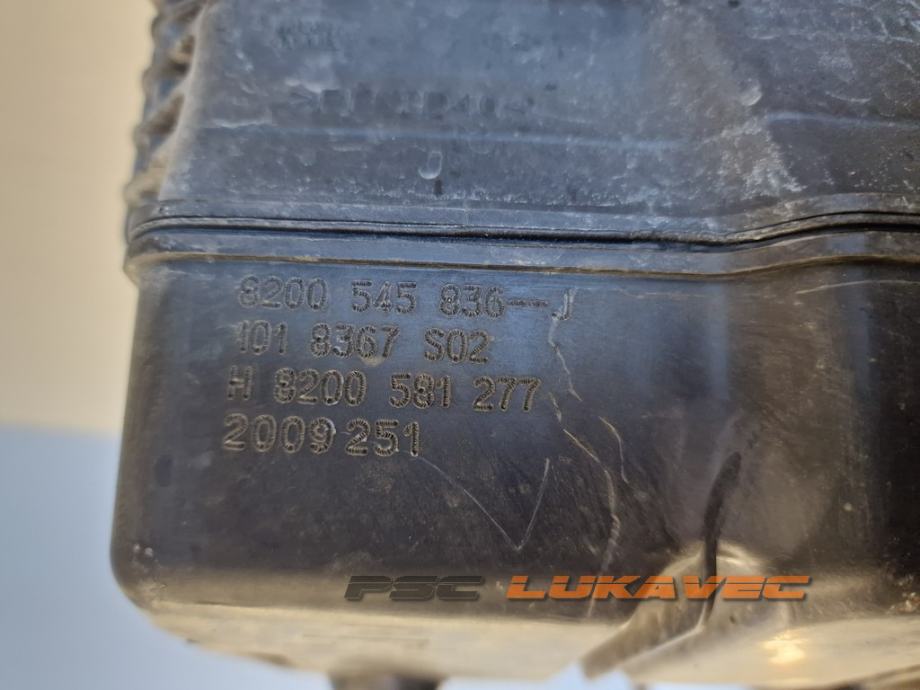 8200 545 836--J
101 8367 S02
H 8200 581 277
2009251
PSC LUKAVEC